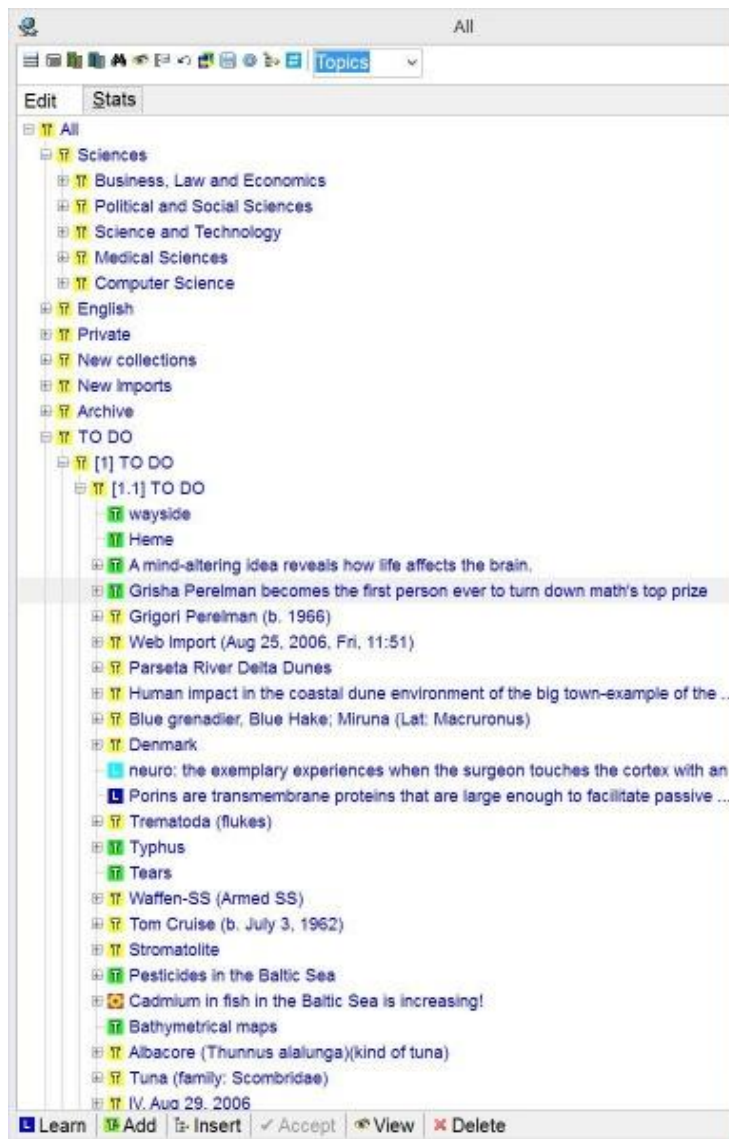 All
Topics
Edit Stats
All
Sciences
Business, Law and Economics
Political and Social Sciences
Science and Technology
Medical Sciences
Computer Science
English
Private
New collections
New Imports
Archive
TO DO
[1] TO DO
[1.1] TO DO
wayside
Heme
A mind-altering idea reveals how life affects the brain.
Grisha Perelman becomes the first person ever to turn down math's top prize
Grigori Perelman (b. 1966)
Web Import (Aug 25, 2006, Fri, 11:51)
Parseta River Delta Dunes
Human impact in the coastal dune environment of the big town-example of the ...
Blue grenadier, Blue Hake; Miruna (Lat: Macruronus)
Denmark
neuro: the exemplary experiences when the surgeon touches the cortex with an
Porins are transmembrane proteins that are large enough to facilitate passive ...
Trematoda (flukes)
Typhus
Tears
Waffen-SS (Armed SS)
Tom Cruise (b. July 3, 1962)
Stromatolite
Pesticides in the Baltic Sea
Cadmium in fish in the Baltic Sea is increasing!
Bathymetrical maps
Albacore (Thunnus alalunga)(kind of tuna)
Tuna (family: Scombridae)
IV, Aug 29, 2006
Learn Add Insert Accept View Delete